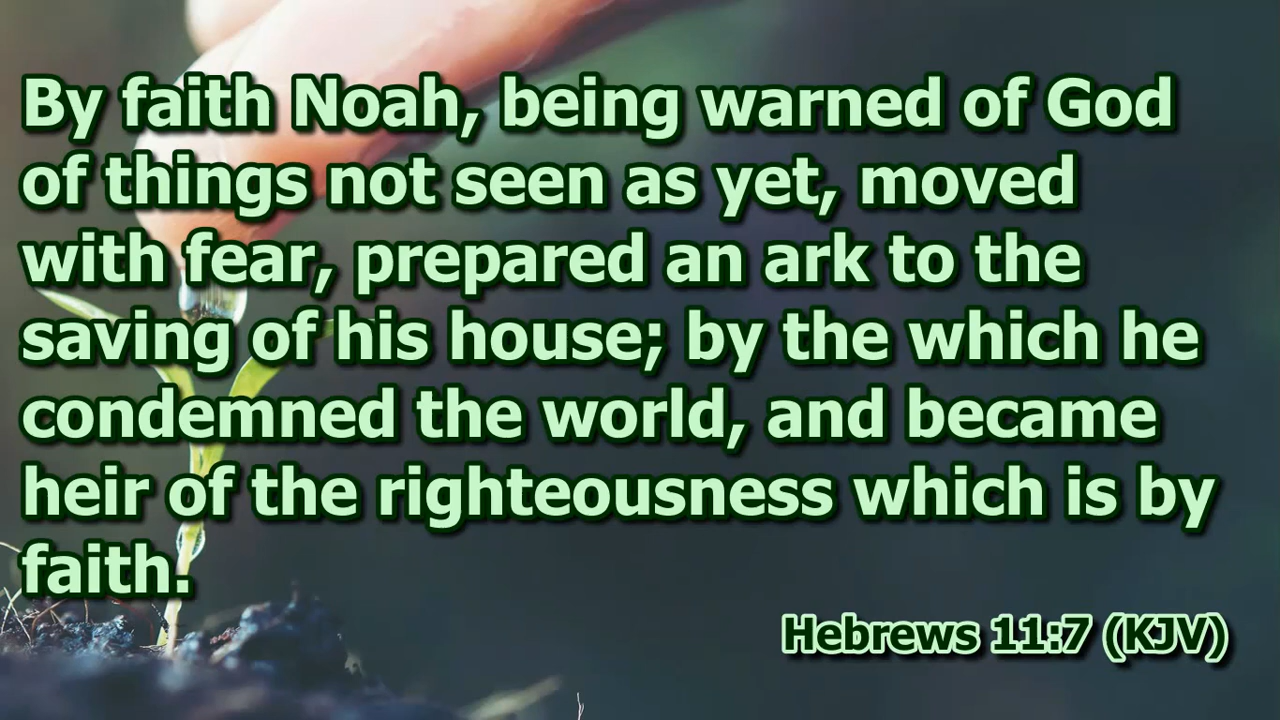 By faith Noah, being warned of God
of things not seen as yet, moved
with fear, prepared an ark to the
saving of his house; by the which he
condemned the world, and became
heir of the righteousness which is by
faith.
Hebrews 11:7 (KJV)